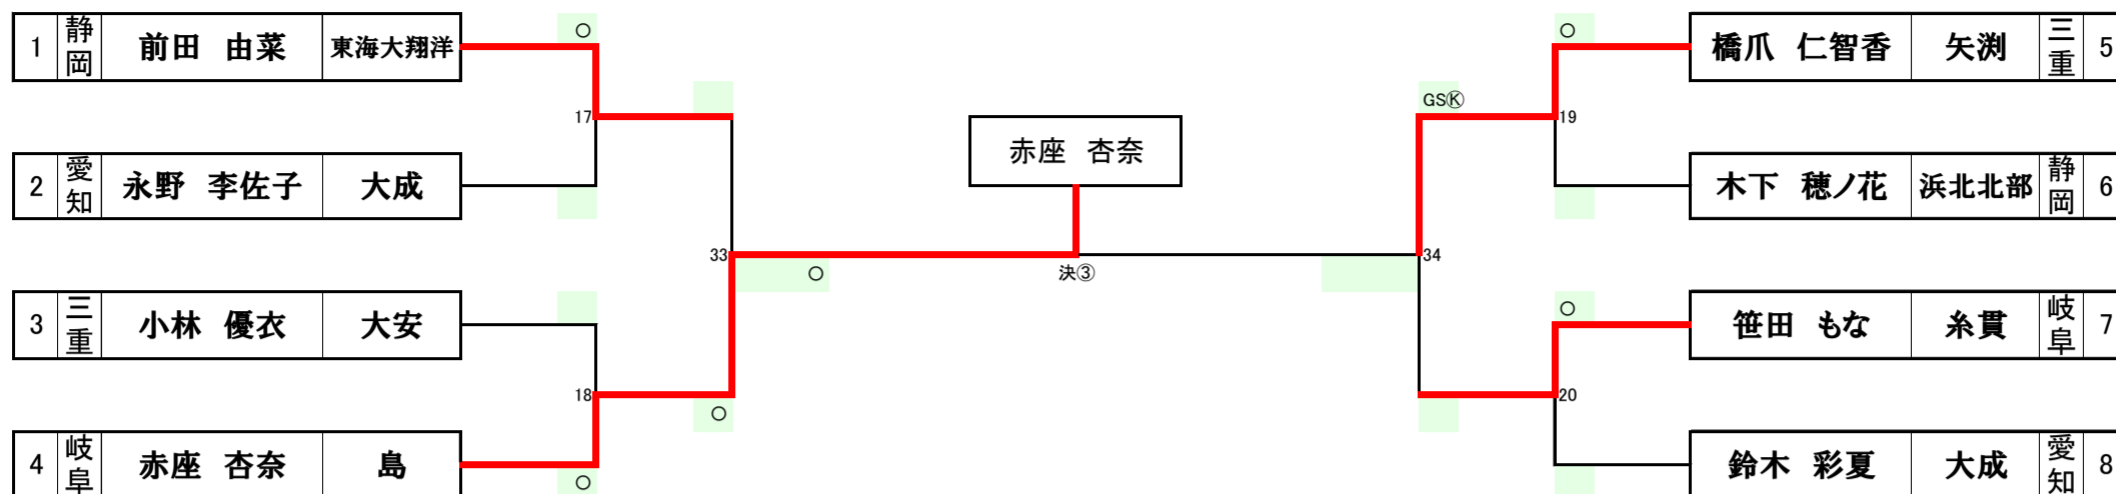 1 静岡 前田 由菜 東海大翔洋 ○
17
2 愛知 永野 李佐子 大成
33
3 三重 小林 優衣 大安
18 ○
4 岐阜 赤座 杏奈 島 ○
赤座 杏奈
○ 決③
○ 橋爪 仁智香 矢渕 三重 5
GSⓀ 19
木下 穂ノ花 浜北北部 静岡 6
34
○ 笹田 もな 糸貫 岐阜 7
20
鈴木 彩夏 大成 愛知 8